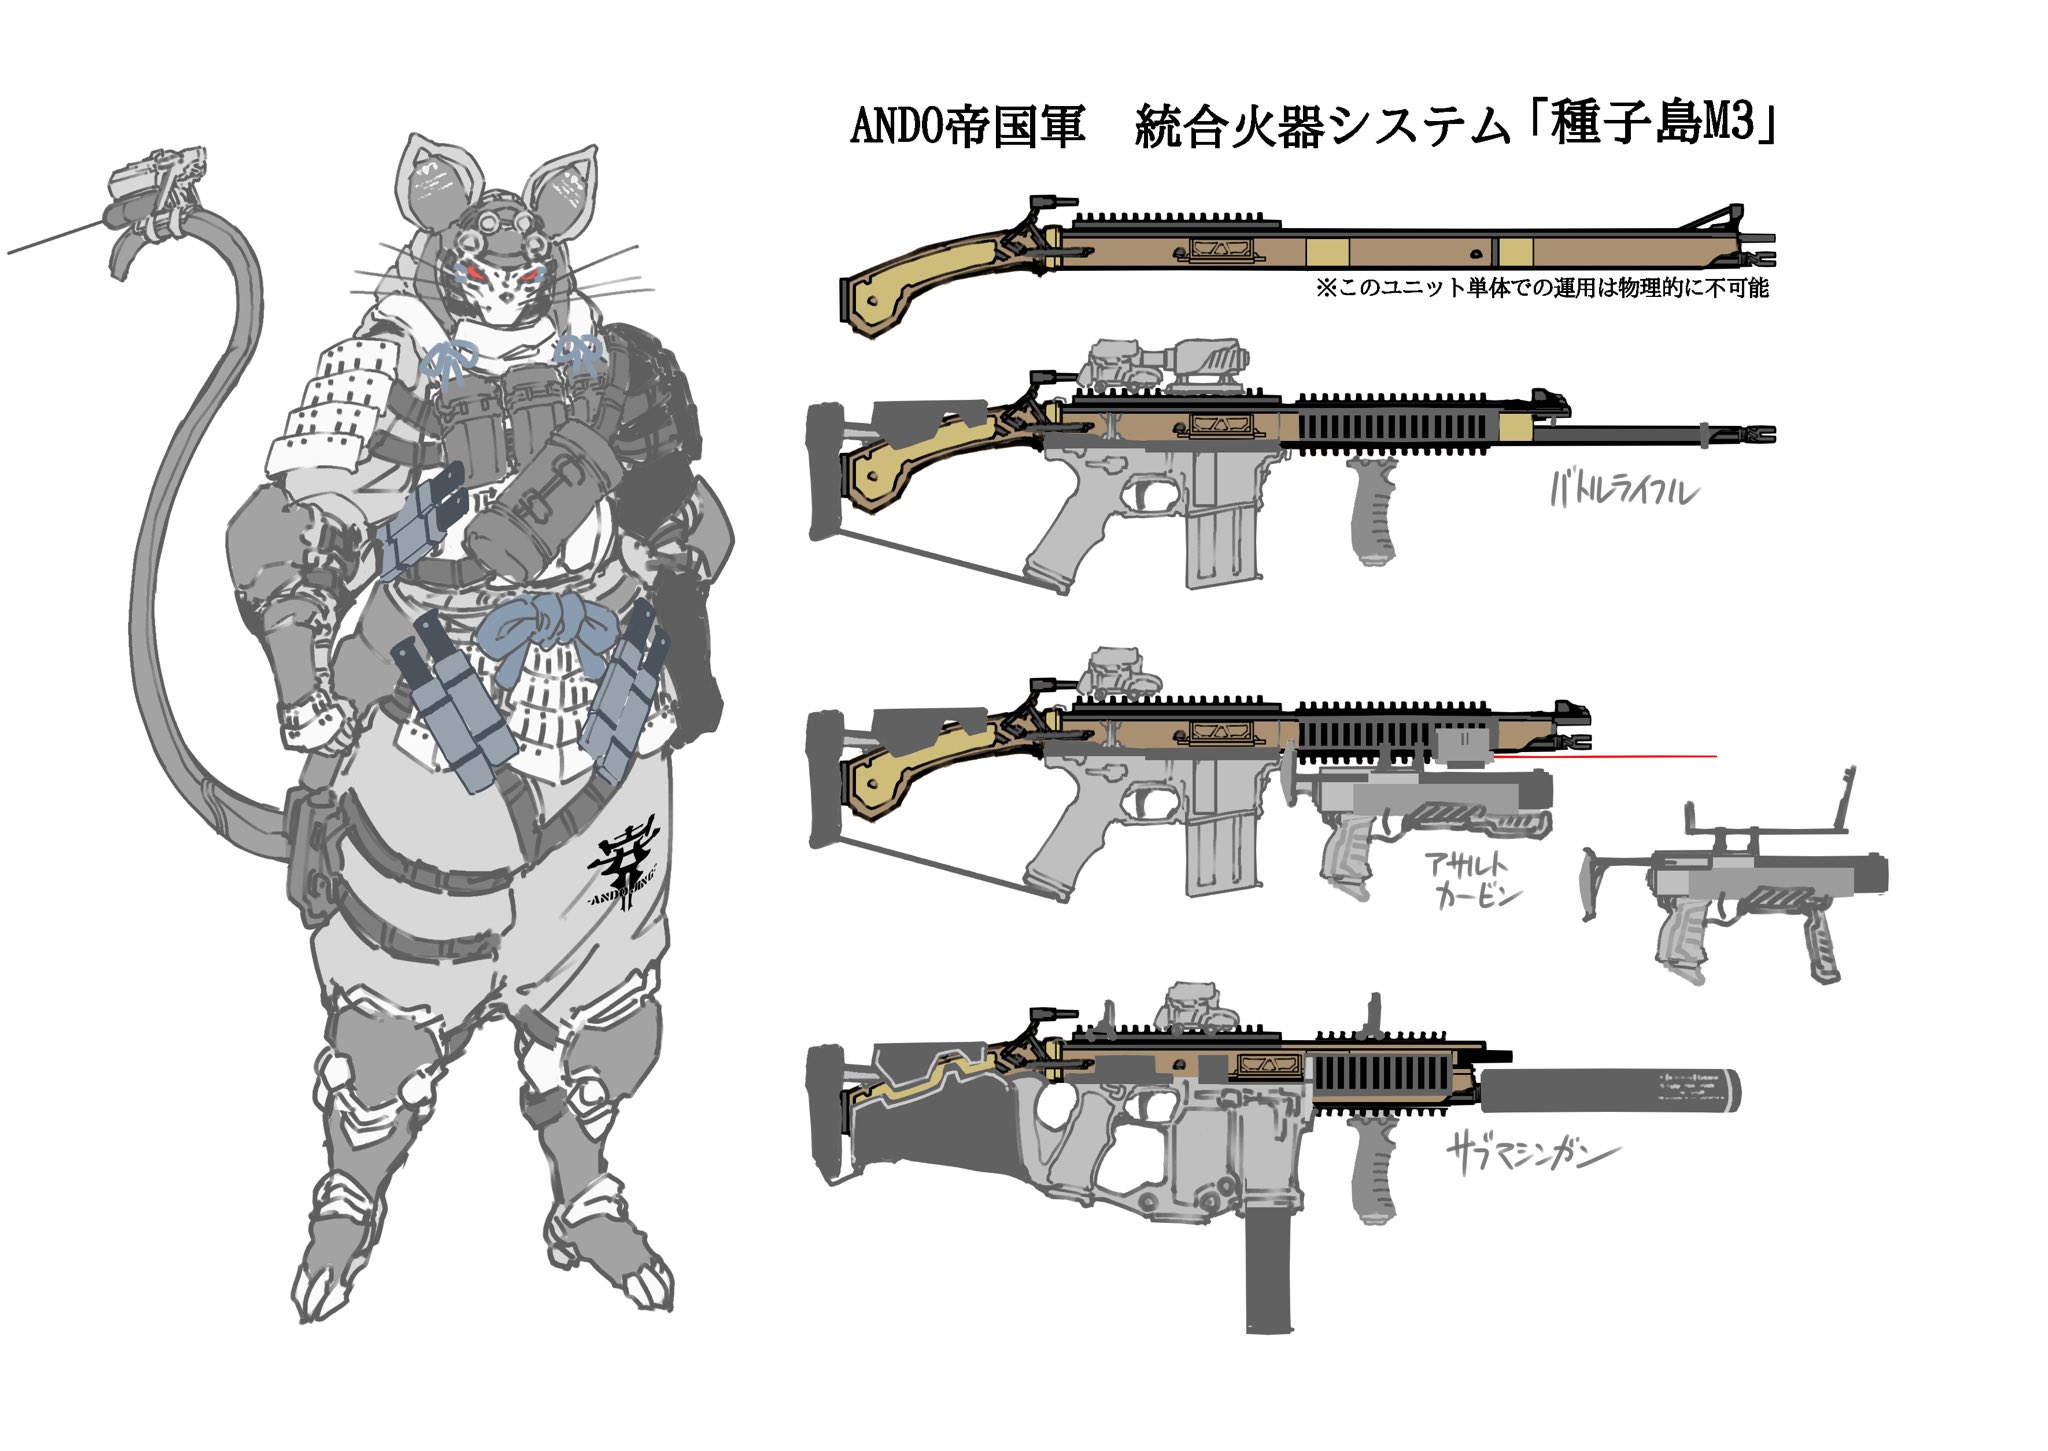 ANDO帝国軍　統合火器システム「種子島M3」
※このユニット単体での運用は物理的に不可能
バトルライフル
アサルト
カービン
サブマシンガン